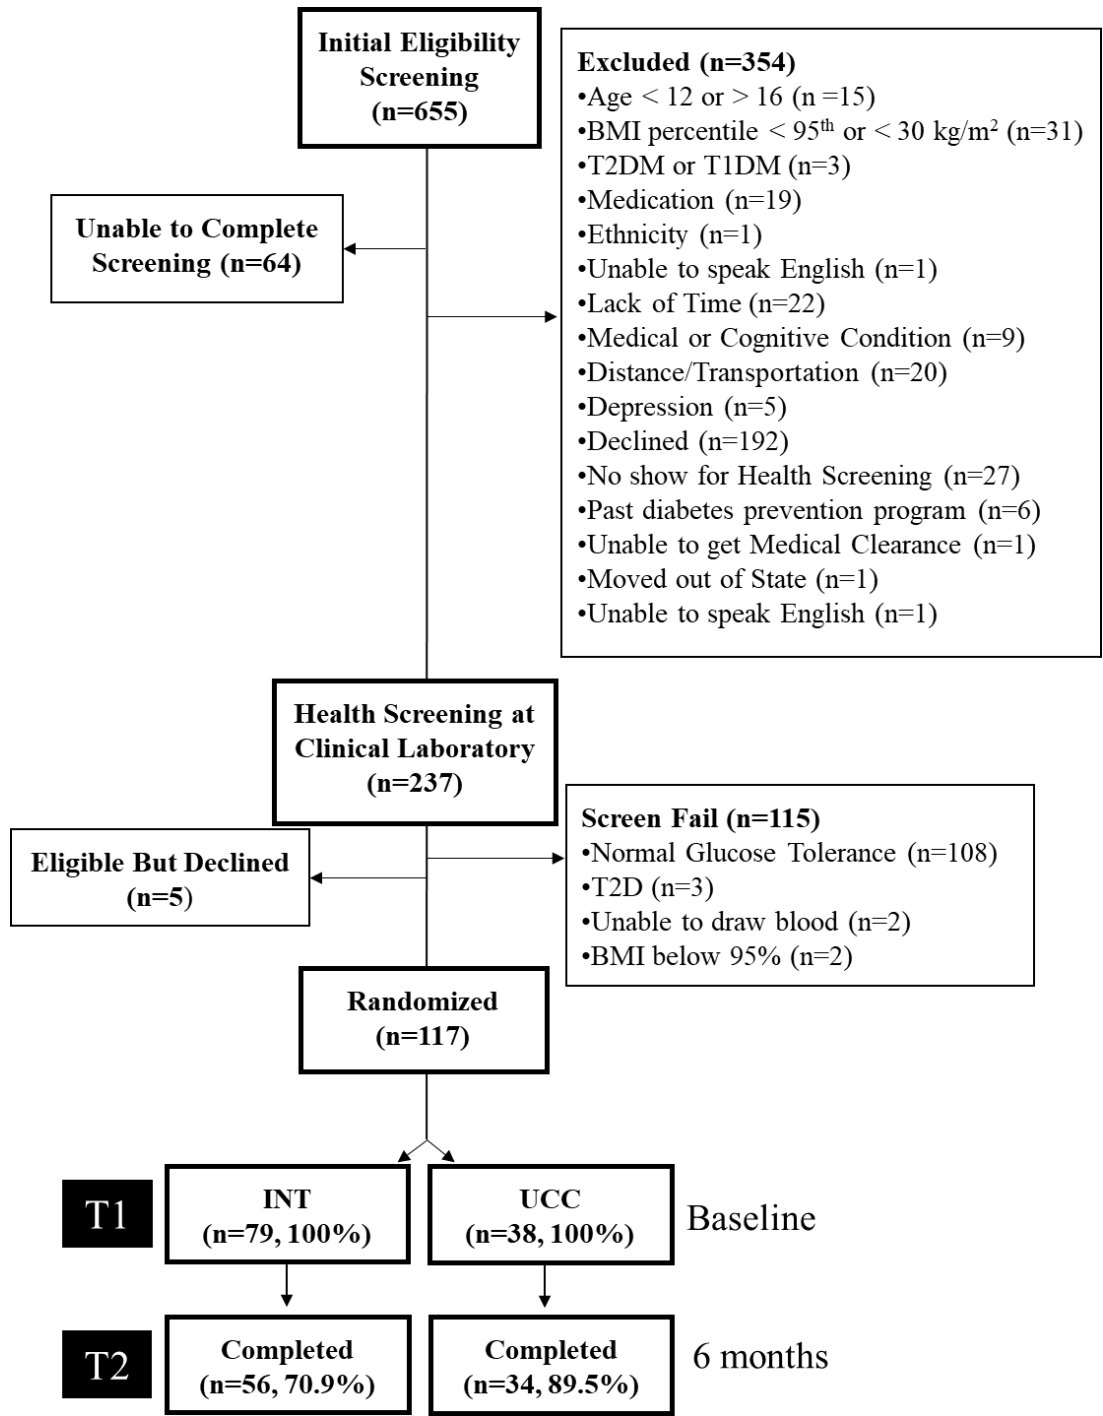 Initial Eligibility
Screening
(n=655)
Unable to Complete
Screening (n=64)
Excluded (n=354)
•Age < 12 or > 16 (n =15)
•BMI percentile < 95th or < 30 kg/m² (n=31)
•T2DM or T1DM (n=3)
•Medication (n=19)
•Ethnicity (n=1)
•Unable to speak English (n=1)
•Lack of Time (n=22)
•Medical or Cognitive Condition (n=9)
•Distance/Transportation (n=20)
•Depression (n=5)
•Declined (n=192)
•No show for Health Screening (n=27)
•Past diabetes prevention program (n=6)
•Unable to get Medical Clearance (n=1)
•Moved out of State (n=1)
•Unable to speak English (n=1)
Health Screening at
Clinical Laboratory
(n=237)
Eligible But Declined
(n=5)
Screen Fail (n=115)
•Normal Glucose Tolerance (n=108)
•T2D (n=3)
•Unable to draw blood (n=2)
•BMI below 95% (n=2)
Randomized
(n=117)
T1
INT
(n=79, 100%)
UCC
(n=38, 100%)
Baseline
T2
Completed
(n=56, 70.9%)
Completed
(n=34, 89.5%)
6 months